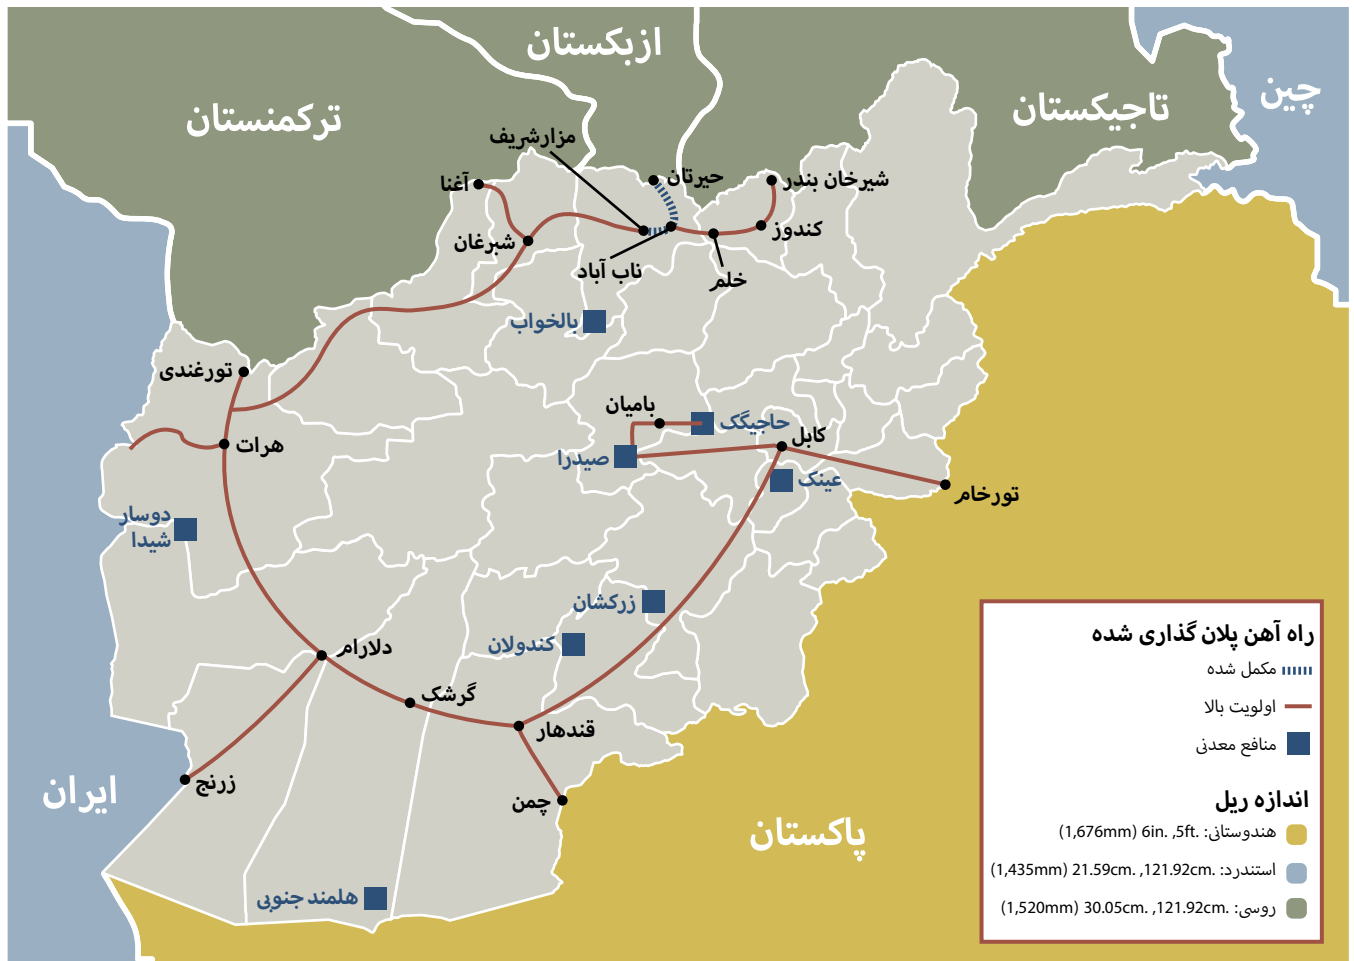 ازبکستان
چین
تاجیکستان
ترکمنستان
مزارشریف
حیرتان
شیرخان بندر
آغنا
کندوز
شبرغان
ناب آباد
خلم
بالخواب
تورغندی
بامیان
حاجیگک
کابل
هرات
صیدرا
عینک
تورخام
دوسار
شیدا
زرکشان
کندولان
دلارام
گرشک
قندهار
زرنج
چمن
ایران
پاکستان
هلمند جنوبی
راه آهن پلان گذاری شده
مکمل شده
اولویت بالا
منافع معدنی
اندازه ریل
هندوستانی: .5ft, .6in (1,676mm)
استندرد: .121.92cm, .21.59cm (1,435mm)
روسی: .121.92cm, .30.05cm (1,520mm)